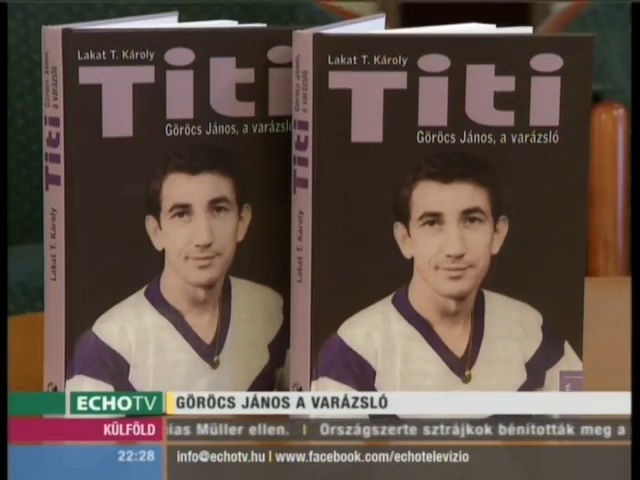 Lakat T. Károly
Titi
Göröcs János, a varázsló
Lakat T. Károly
Titi
Göröcs János,
a varázsló
Lakat T. Károly
Titi
Göröcs János, a varázsló
Lakat T. Károly
Titi
Göröcs János,
a varázsló
ECHOTV GÖRÖCS JÁNOS A VARÁZSLÓ
KÜLFÖLD ias Müller ellen. I Országszerte sztrájkok bénították meg a
22:28 info@echotv.hu I www.facebook.com/echotelevizio